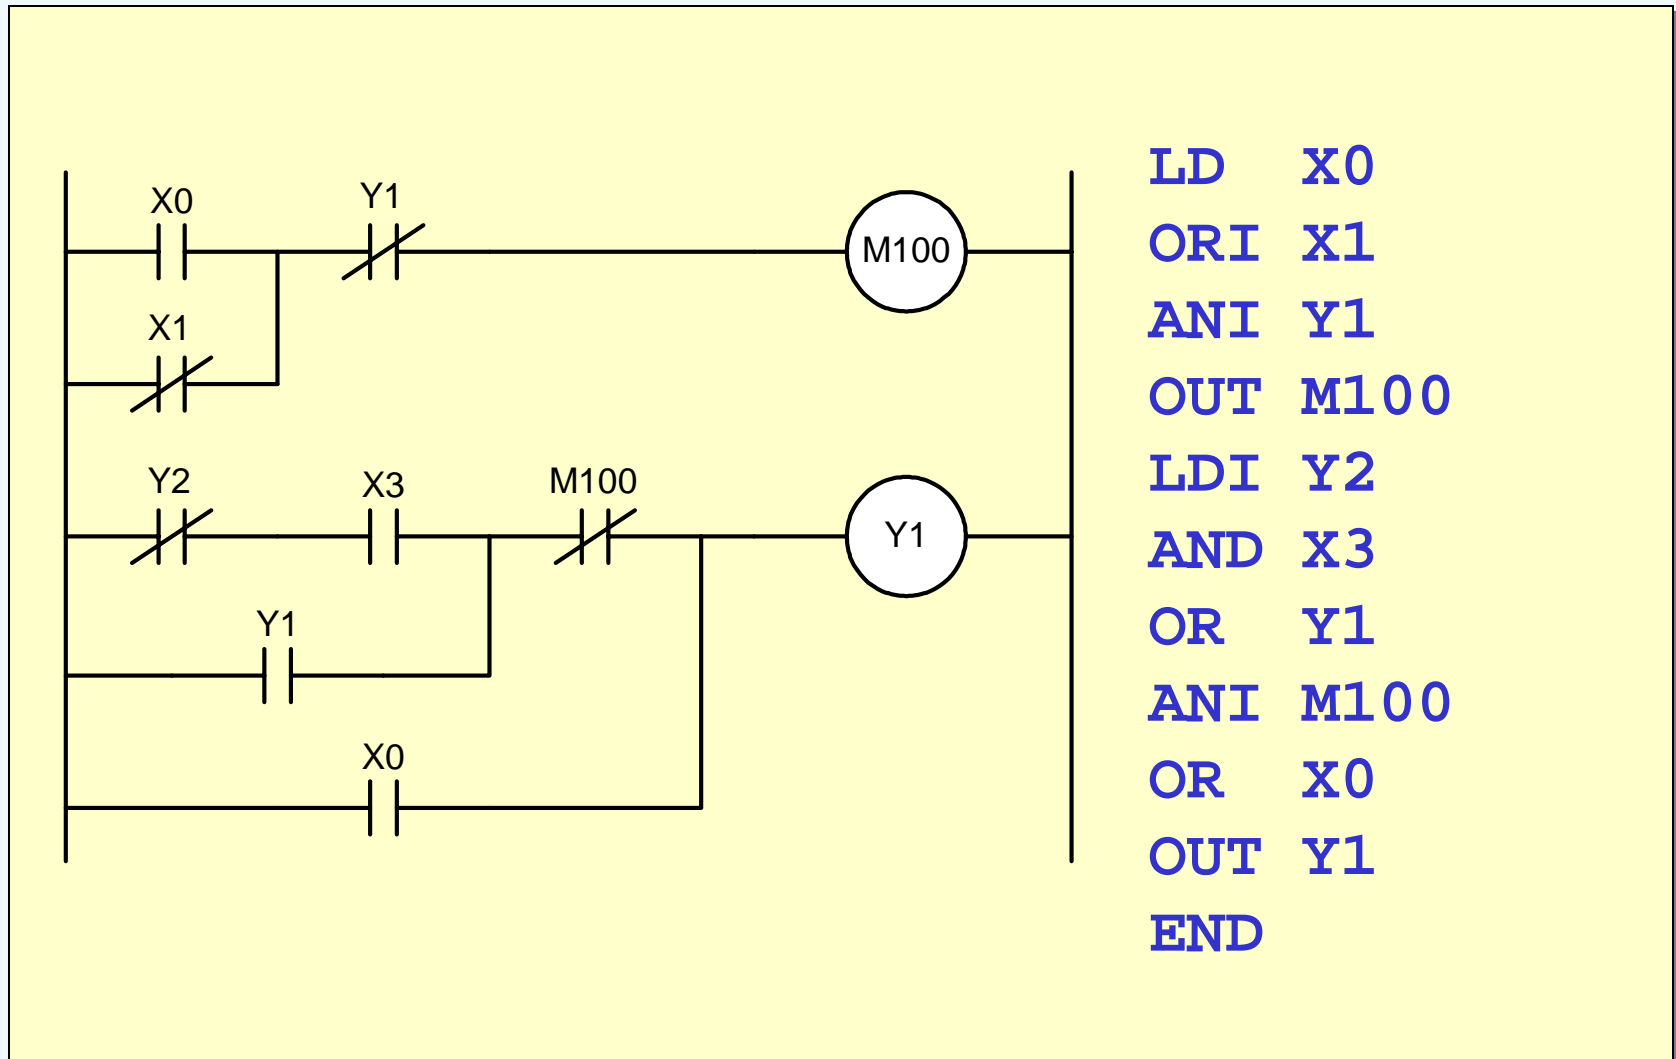 X0 Y1 M100
X1
Y2 X3 M100 Y1
Y1
X0
LD X0
ORI X1
ANI Y1
OUT M100
LDI Y2
AND X3
OR Y1
ANI M100
OR X0
OUT Y1
END